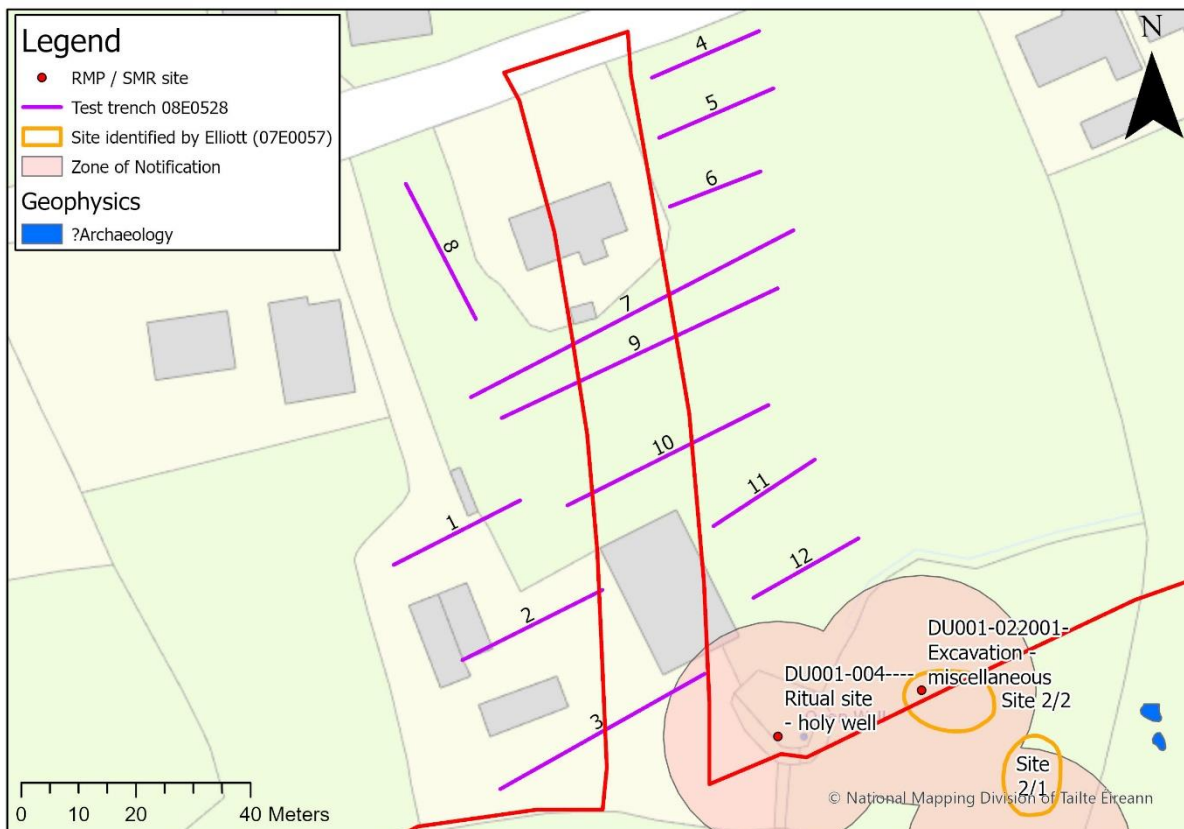 Legend
RMP / SMR site
Test trench 08E0528
Site identified by Elliott (07E0057)
Zone of Notification
Geophysics
?Archaeology
N
4
5
6
8
7
9
10
11
1
12
2
3
DU001-022001-
Excavation -
miscellaneous
DU001-004----
Ritual site
- holy well
Site 2/2
Site
2/1
0 20 40 Meters
© National Mapping Division of Tailte Éireann